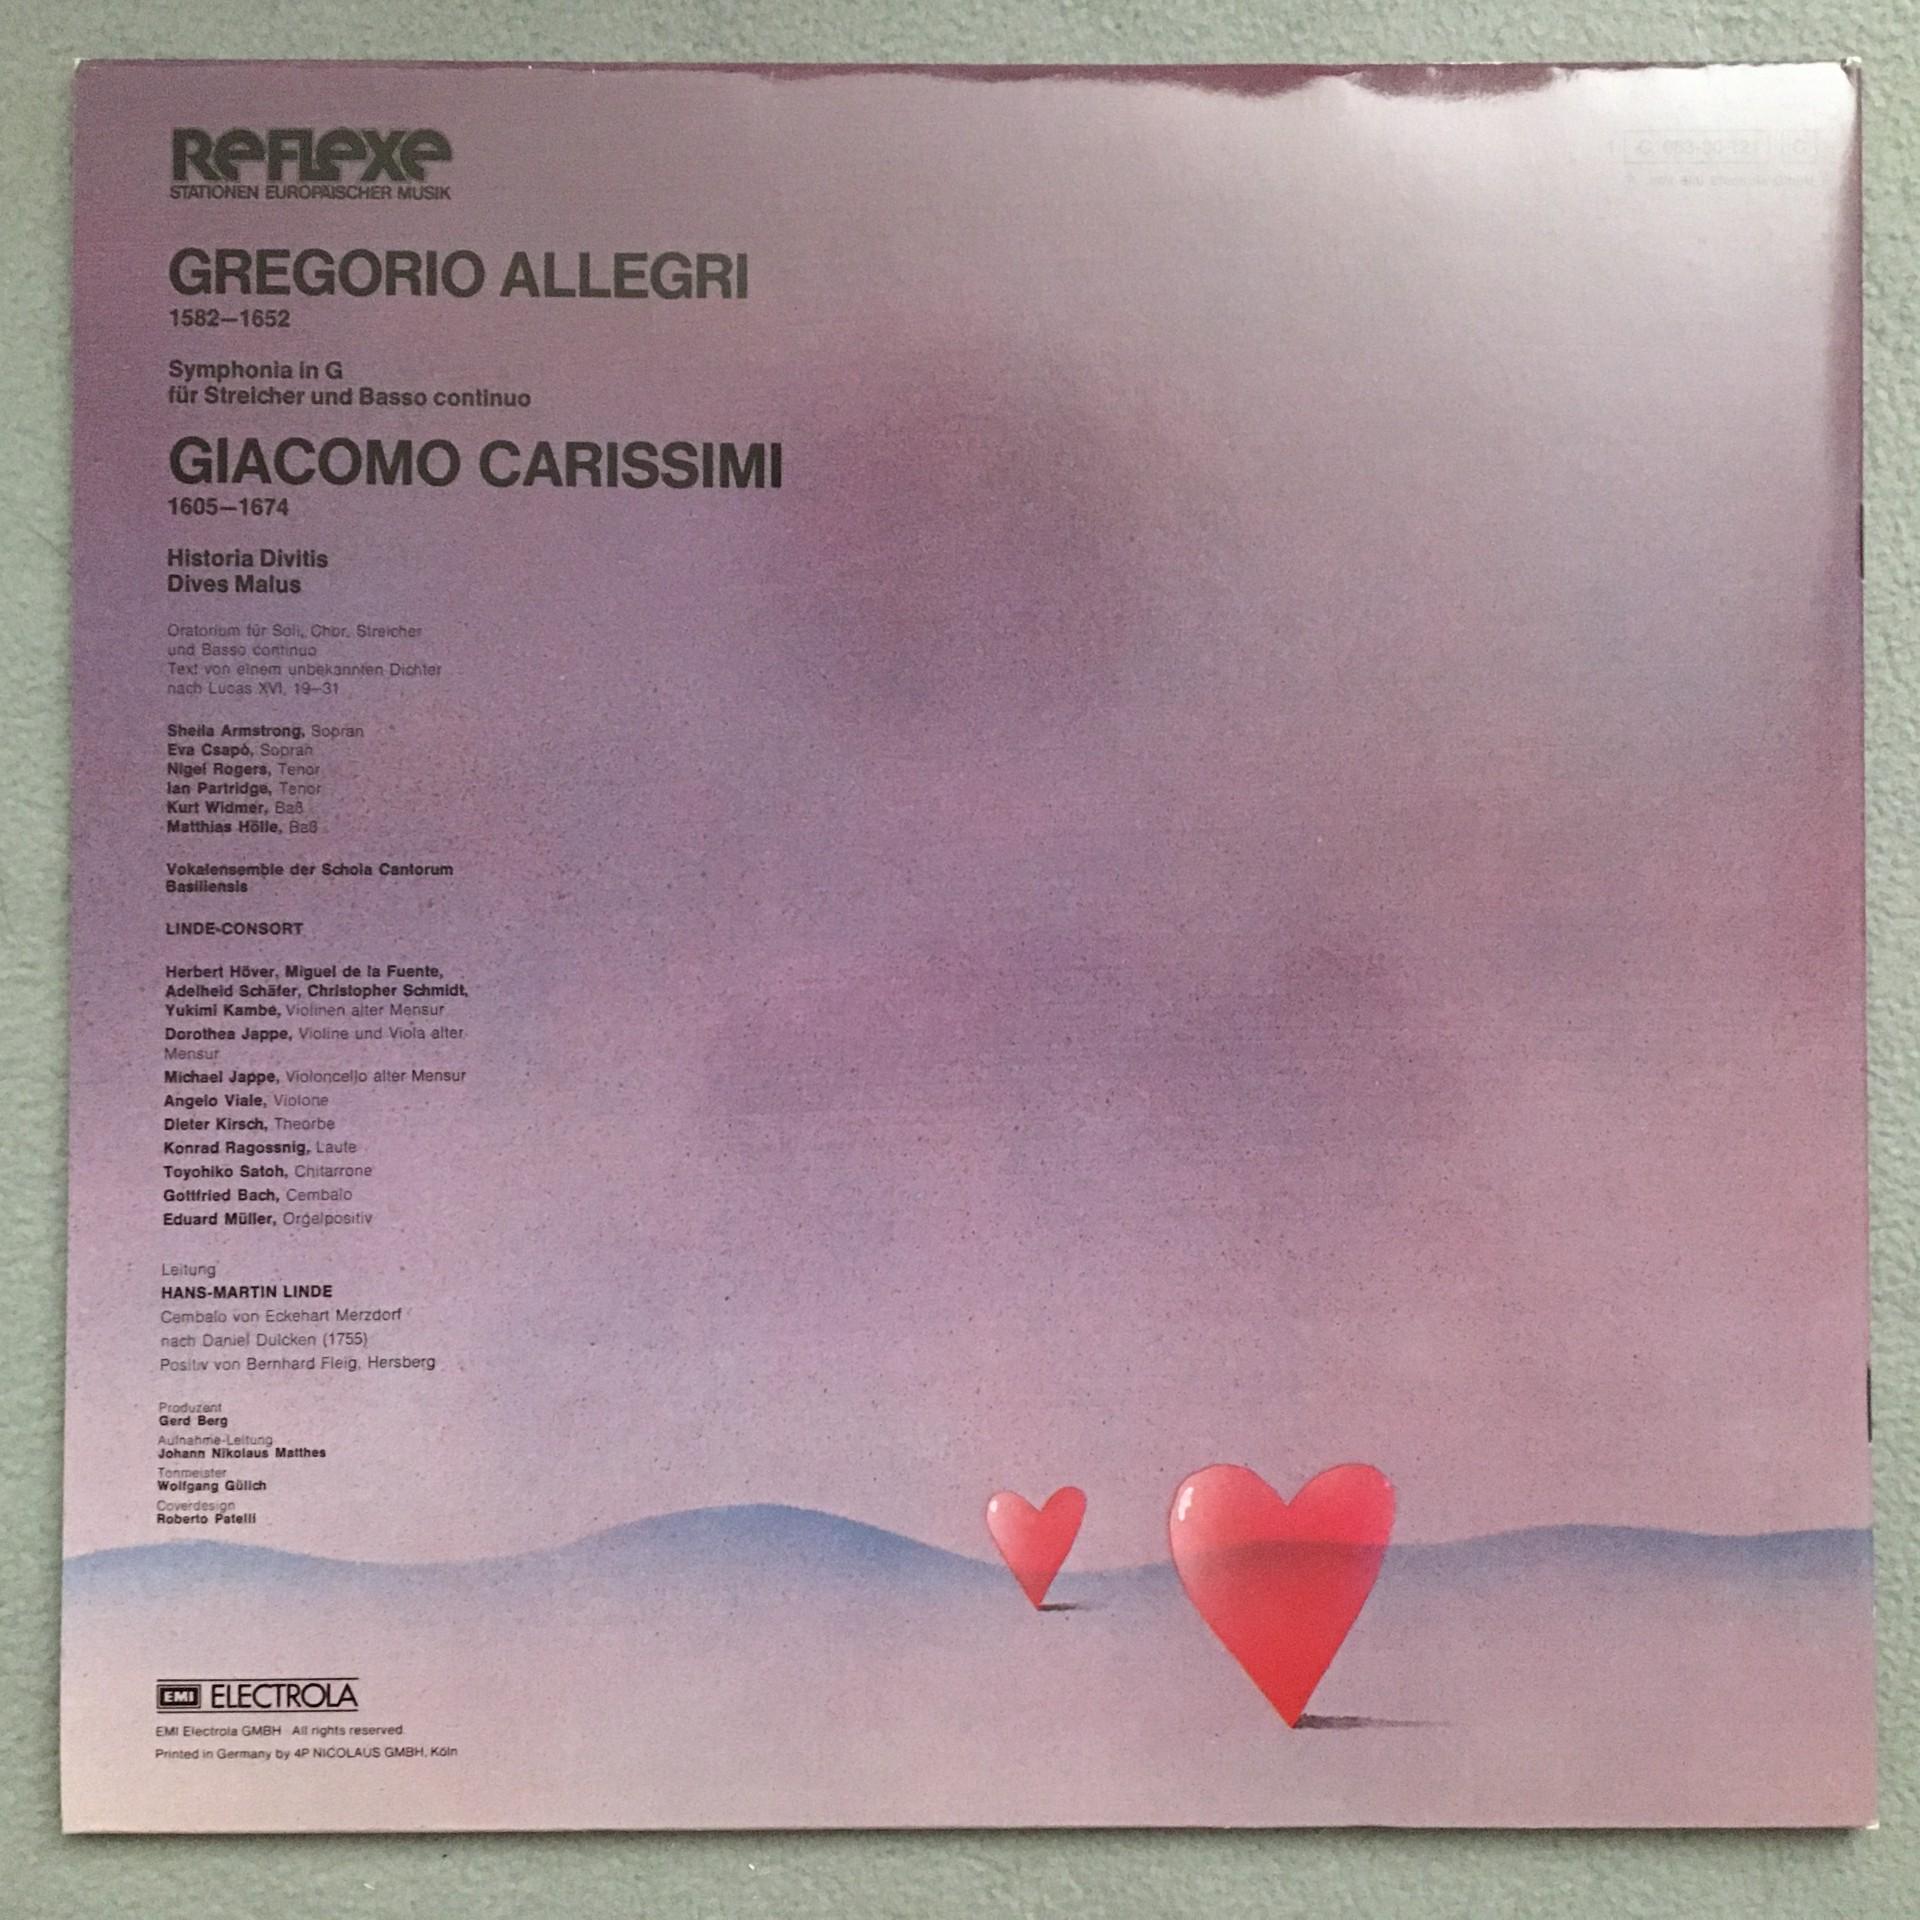 ReFLexe
STATIONEN EUROPÄISCHER MUSIK
GREGORIO ALLEGRI
1582—1652
Symphonia in G
für Streicher und Basso continuo
GIACOMO CARISSIMI
1605—1674
Historia Divitis
Dives Malus
Oratorium für Soli, Chor, Streicher
und Basso continuo
Text von einem unbekannten Dichter
nach Lucas XVI, 19—31
Sheila Armstrong, Sopran
Eva Csapò, Sopran
Nigel Rogers, Tenor
Ian Partridge, Tenor
Kurt Widmer, Baß
Matthias Hölle, Baß
Vokalensemble der Schola Cantorum
Basiliensis
LINDE-CONSORT
Herbert Höver, Miguel de la Fuente,
Adelheid Schäfer, Christopher Schmidt,
Yukimi Kambe, Violinen alter Mensur
Dorothea Jappe, Violine und Viola alter
Mensur
Michael Jappe, Violoncello alter Mensur
Angelo Viale, Violone
Dieter Kirsch, Theorbe
Konrad Ragossnig, Laute
Toyohiko Satoh, Chitarrone
Gottfried Bach, Cembalo
Eduard Müller, Orgelpositiv
Leitung
HANS-MARTIN LINDE
Cembalo von Eckehart Merzdorf
nach Daniel Dulcken (1755)
Positiv von Bernhard Fleig, Hersberg
Produzent
Gerd Berg
Aufnahme-Leitung
Johann Nikolaus Matthes
Tonmeister
Wolfgang Gülich
Coverdesign
Roberto Patelli
EMI ELECTROLA
EMI Electrola GMBH All rights reserved.
Printed in Germany by 4P NICOLAUS GMBH, Köln